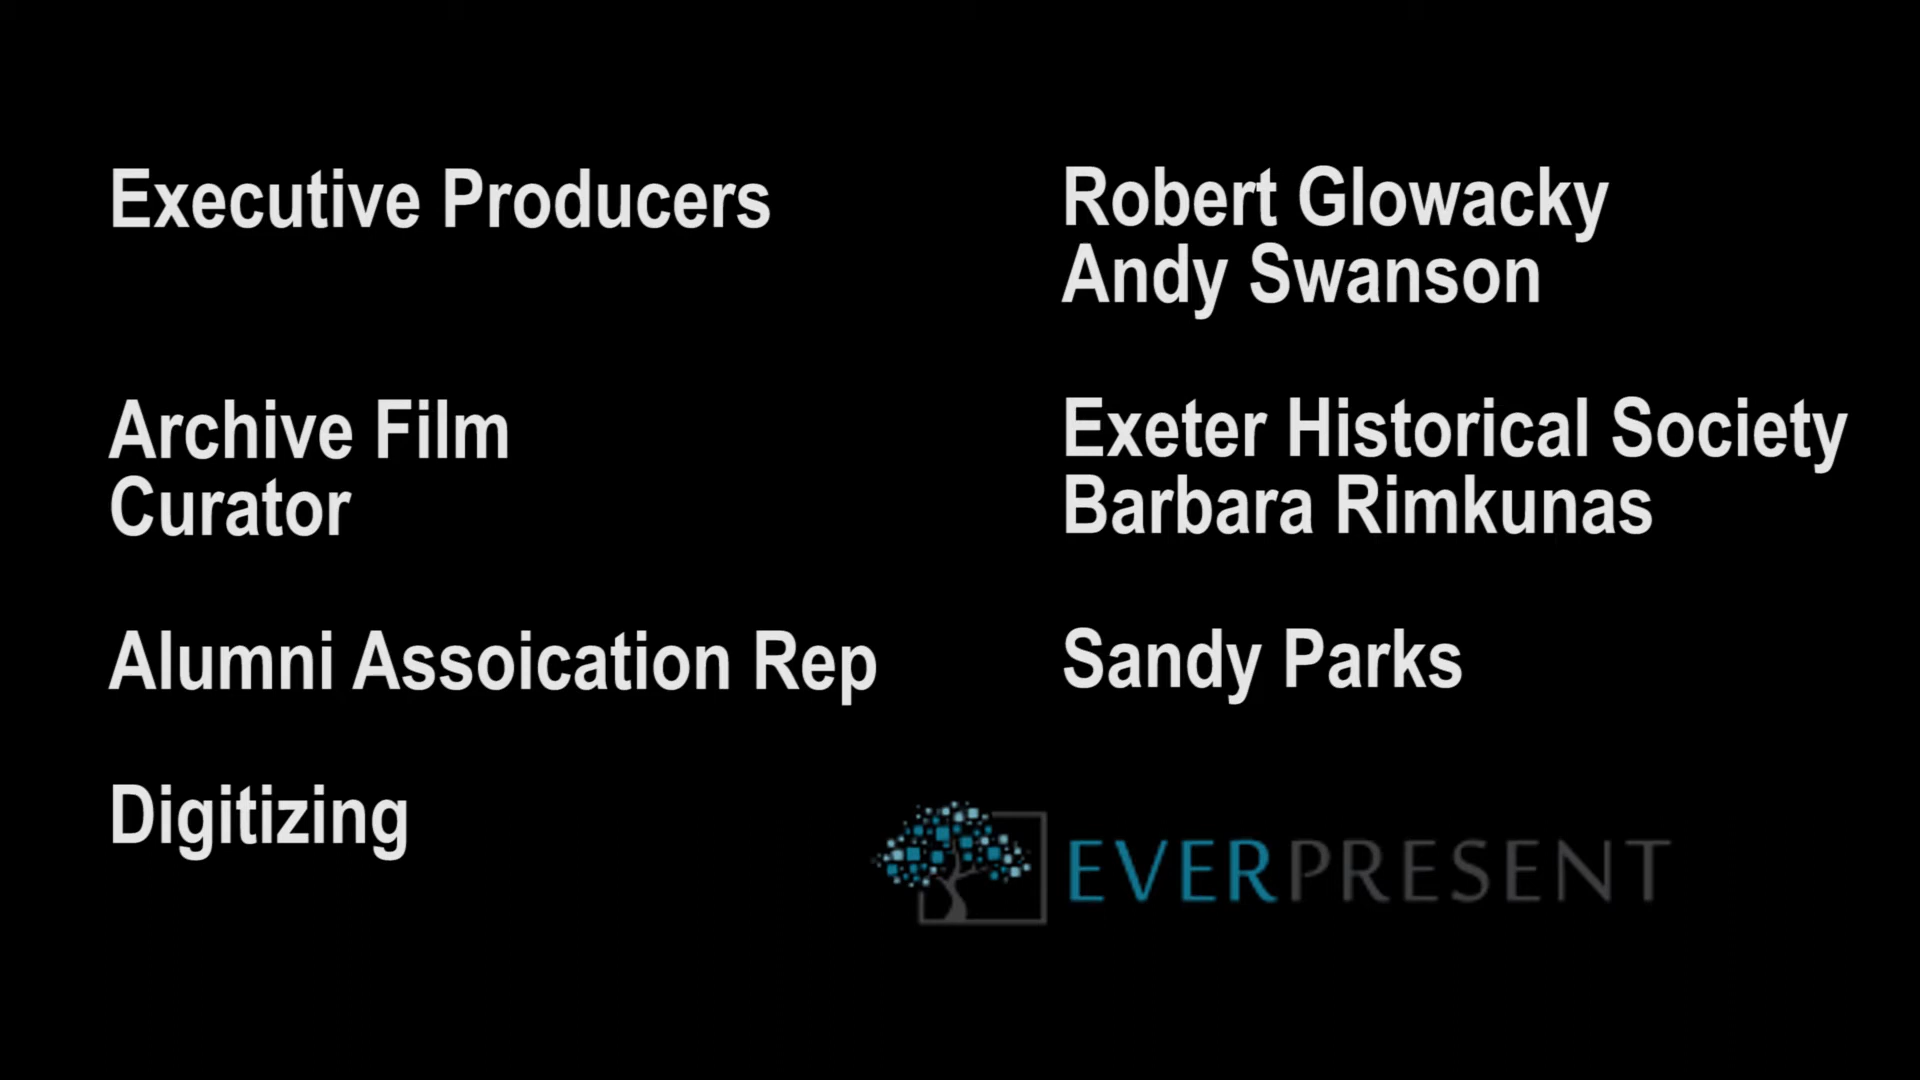 Executive Producers
Robert Glowacky
Andy Swanson
Archive Film
Exeter Historical Society
Curator
Barbara Rimkunas
Alumni Assoication Rep
Sandy Parks
Digitizing
EVERPRESENT